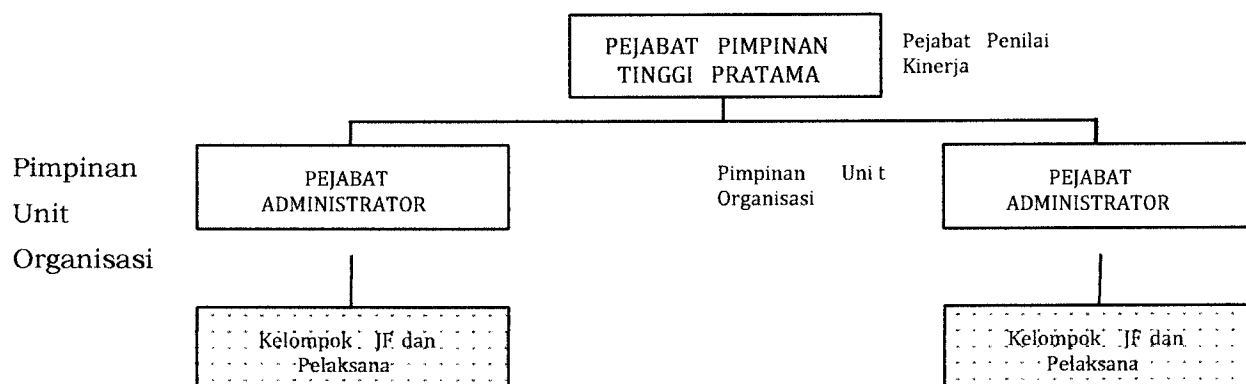 PEJABAT PIMPINAN
TINGGI PRATAMA
Pejabat Penilai
Kinerja
Pimpinan
Unit
Organisasi
PEJABAT
ADMINISTRATOR
Pimpinan Uni t
Organisasi
PEJABAT
ADMINISTRATOR
Kelompok JF dan
Pelaksana
Kelompok JF dan
Pelaksana